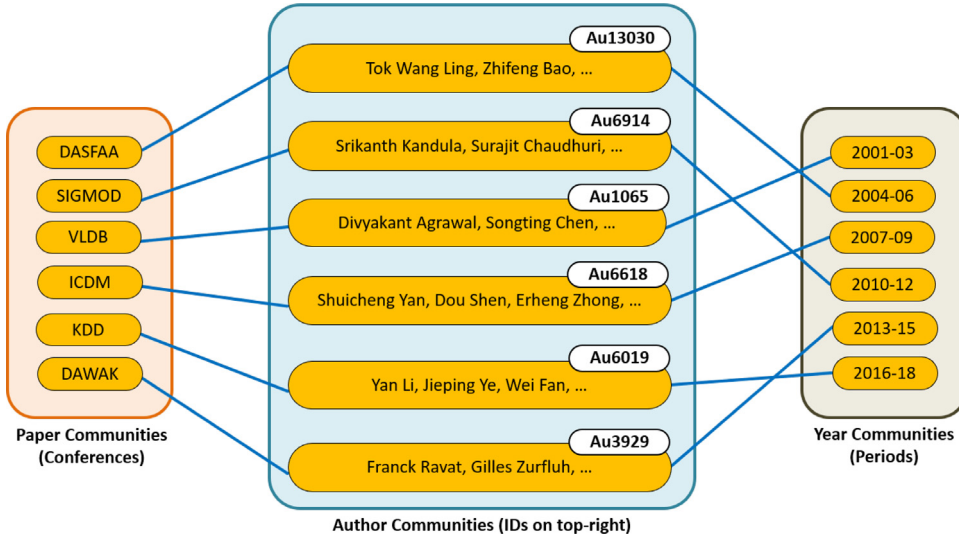 Au13030
Tok Wang Ling, Zhifeng Bao, ...
Au6914
Srikanth Kandula, Surajit Chaudhuri, ...
Au1065
Divyakant Agrawal, Songting Chen, ...
Au6618
Shuicheng Yan, Dou Shen, Erheng Zhong, ...
Au6019
Yan Li, Jieping Ye, Wei Fan, ...
Au3929
Franck Ravat, Gilles Zurfluh, ...
Author Communities (IDs on top-right)
DASFAA
SIGMOD
VLDB
ICDM
KDD
DAWAK
Paper Communities
(Conferences)
2001-03
2004-06
2007-09
2010-12
2013-15
2016-18
Year Communities
(Periods)